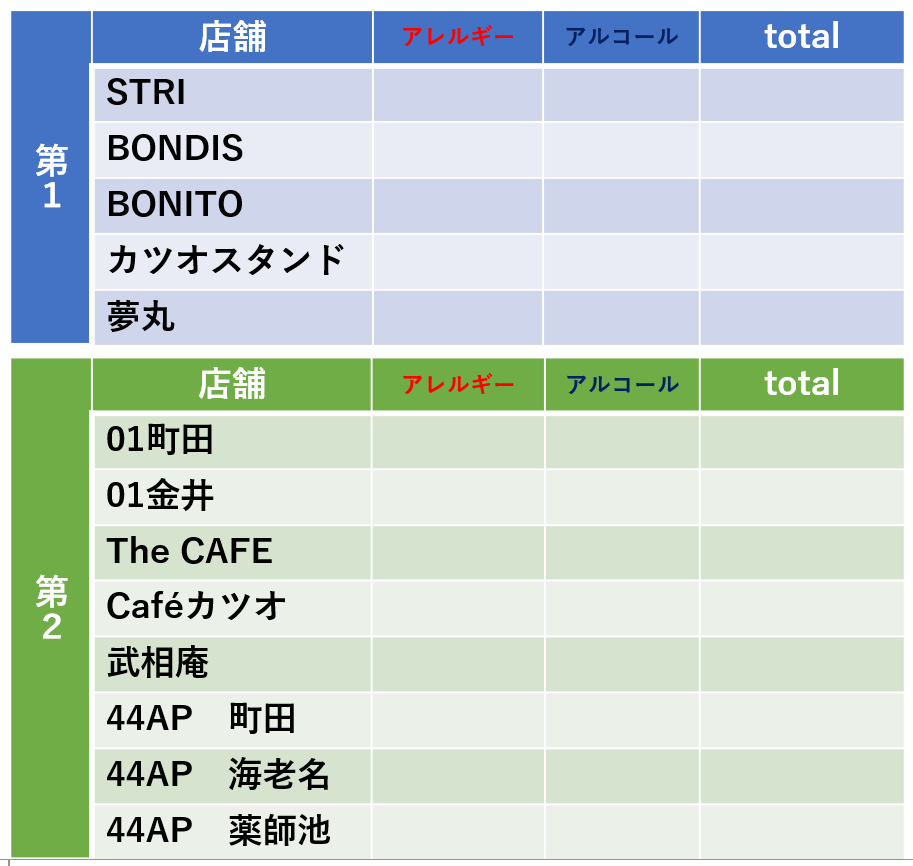 店舗 アレルギー アルコール total
第1
STRI
BONDIS
BONITO
カツオスタンド
夢丸
店舗 アレルギー アルコール total
第2
01町田
01金井
The CAFE
Caféカツオ
武相庵
44AP　町田
44AP　海老名
44AP　薬師池